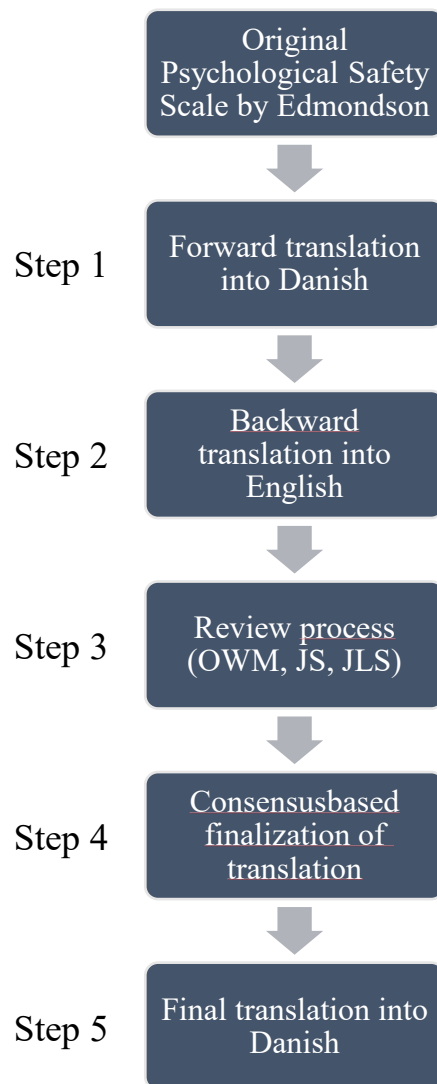 Original
Psychological Safety
Scale by Edmondson
Step 1
Forward translation
into Danish
Step 2
Backward
translation into
English
Step 3
Review process
(OWM, JS, JLS)
Step 4
Consensusbased
finalization of
translation
Step 5
Final translation into
Danish